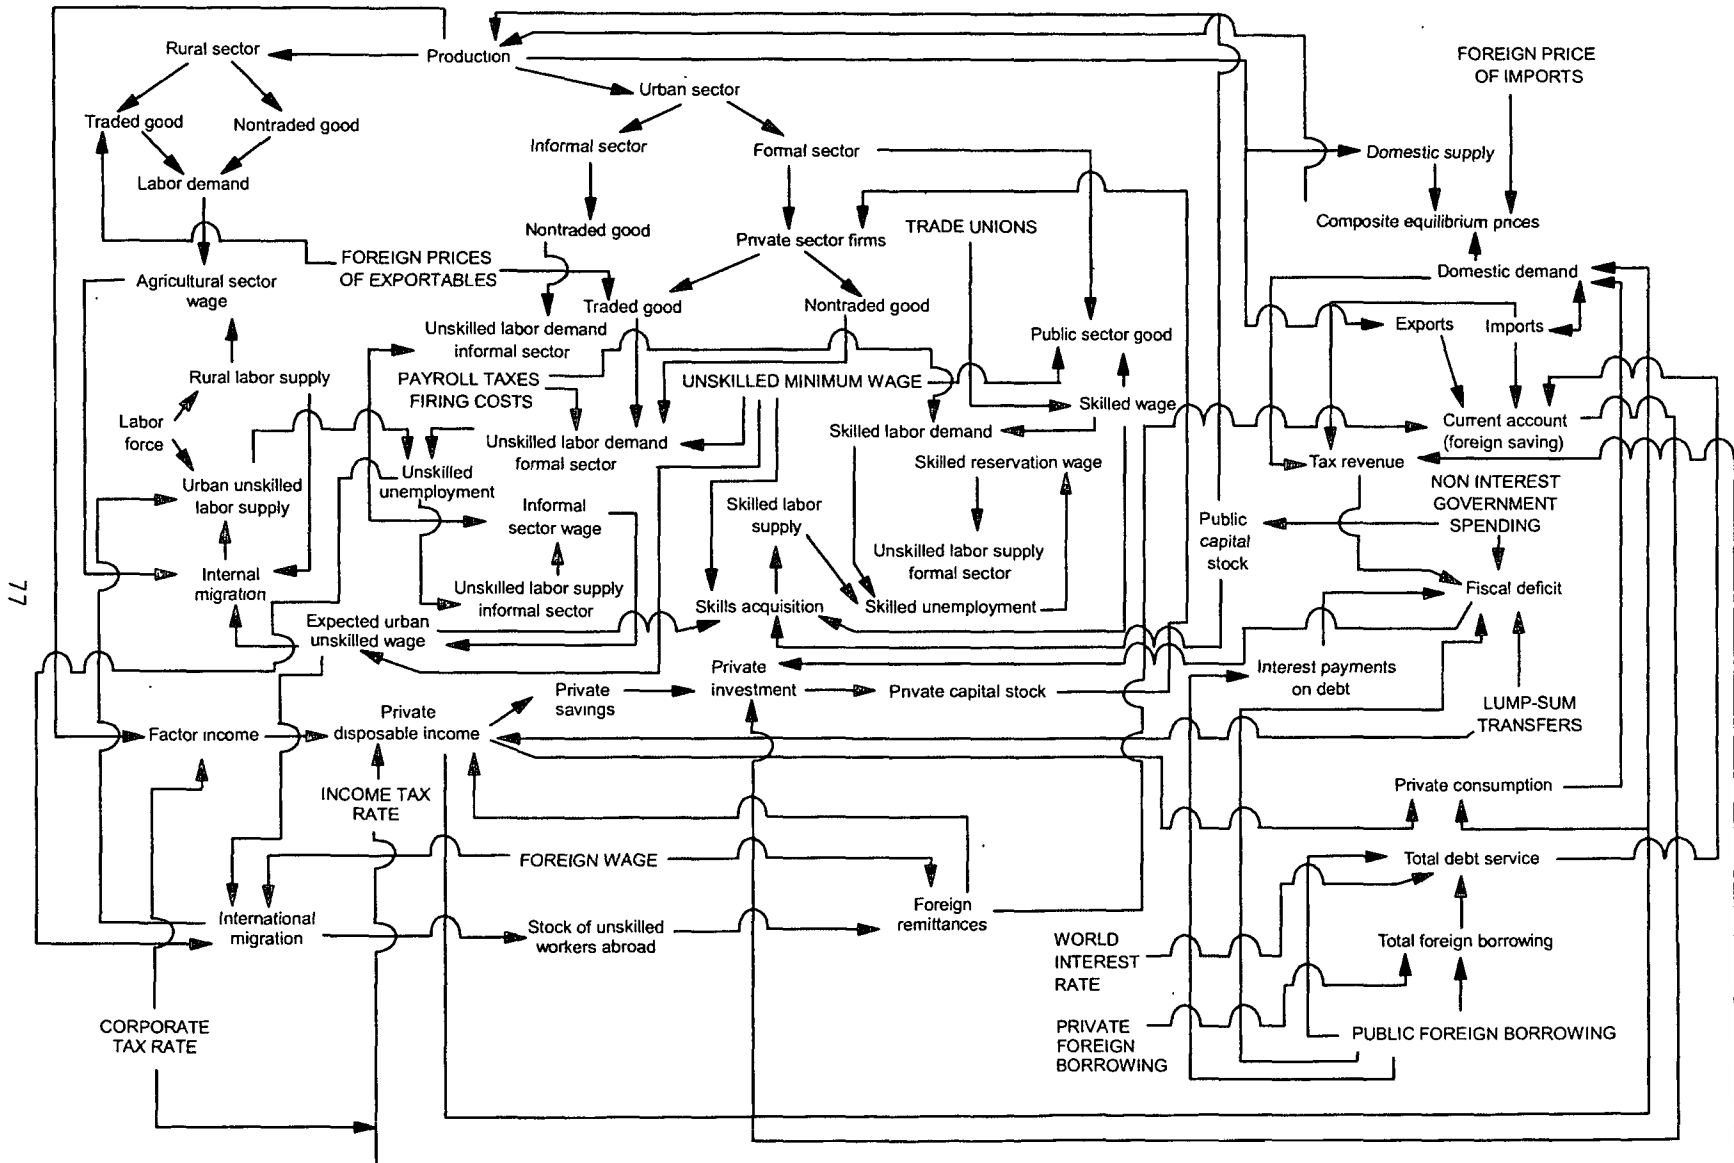 Production
Rural sector
Traded good
Nontraded good
Labor demand
Urban sector
Informal sector
Formal sector
Nontraded good
Private sector firms
TRADE UNIONS
FOREIGN PRICES
OF EXPORTABLES
Traded good
Nontraded good
Public sector good
FOREIGN PRICE
OF IMPORTS
Domestic supply
Composite equilibrium prices
Domestic demand
Exports
Imports
Agricultural sector
wage
Unskilled labor demand
informal sector
PAYROLL TAXES
FIRING COSTS
UNSKILLED MINIMUM WAGE
Skilled wage
Rural labor supply
Labor
force
Unskilled labor demand
formal sector
Skilled labor demand
Skilled reservation wage
Current account
(foreign saving)
Tax revenue
NON INTEREST
GOVERNMENT
SPENDING
Urban unskilled
labor supply
Unskilled
unemployment
Informal
sector wage
Skilled labor
supply
Unskilled labor supply
formal sector
Public
capital
stock
Internal
migration
Unskilled labor supply
informal sector
Skills acquisition
Skilled unemployment
Fiscal deficit
77
Expected urban
unskilled wage
Private
investment
Private
savings
Private capital stock
Interest payments
on debt
LUMP-SUM
TRANSFERS
Factor income
Private
disposable income
INCOME TAX
RATE
Private consumption
FOREIGN WAGE
Total debt service
International
migration
Stock of unskilled
workers abroad
Foreign
remittances
WORLD
INTEREST
RATE
Total foreign borrowing
CORPORATE
TAX RATE
PRIVATE
FOREIGN
BORROWING
PUBLIC FOREIGN BORROWING